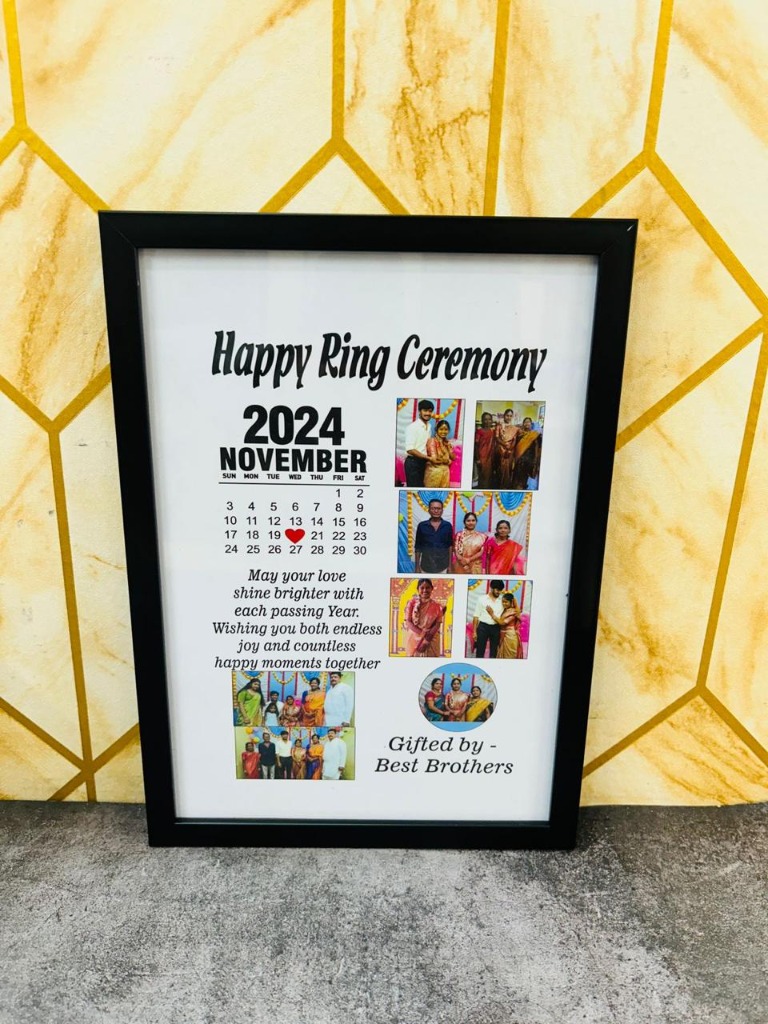 Happy Ring Ceremony
2024
NOVEMBER
SUN MON TUE WED THU FRI SAT
1 2
3 4 5 6 7 8 9
10 11 12 13 14 15 16
17 18 19 21 22 23
24 25 26 27 28 29 30
May your love
shine brighter with
each passing Year.
Wishing you both endless
joy and countless
happy moments together
Gifted by -
Best Brothers